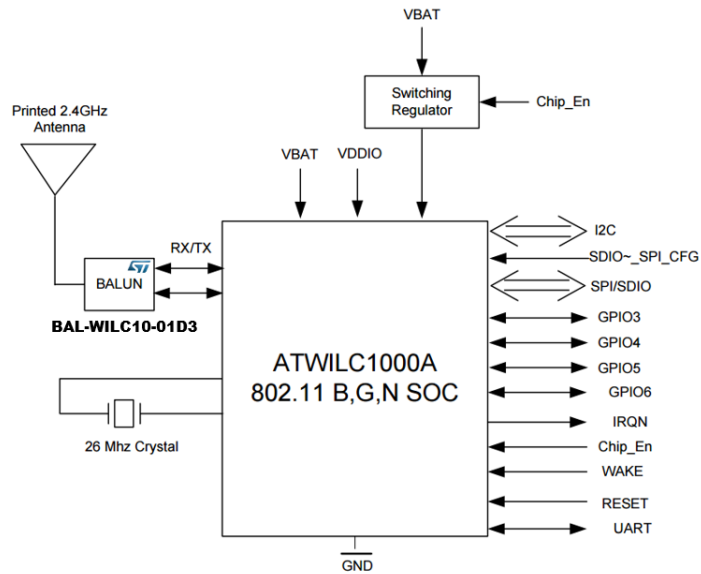 VBAT
Switching
Regulator
Chip_En
Printed 2.4GHz
Antenna
VBAT
VDDIO
RX/TX
ST
BALUN
BAL-WILC10-01D3
I2C
SDIO~_SPI_CFG
SPI/SDIO
GPIO3
GPIO4
GPIO5
GPIO6
IRQN
Chip_En
WAKE
RESET
UART
ATWILC1000A
802.11 B,G,N SOC
26 Mhz Crystal
GND